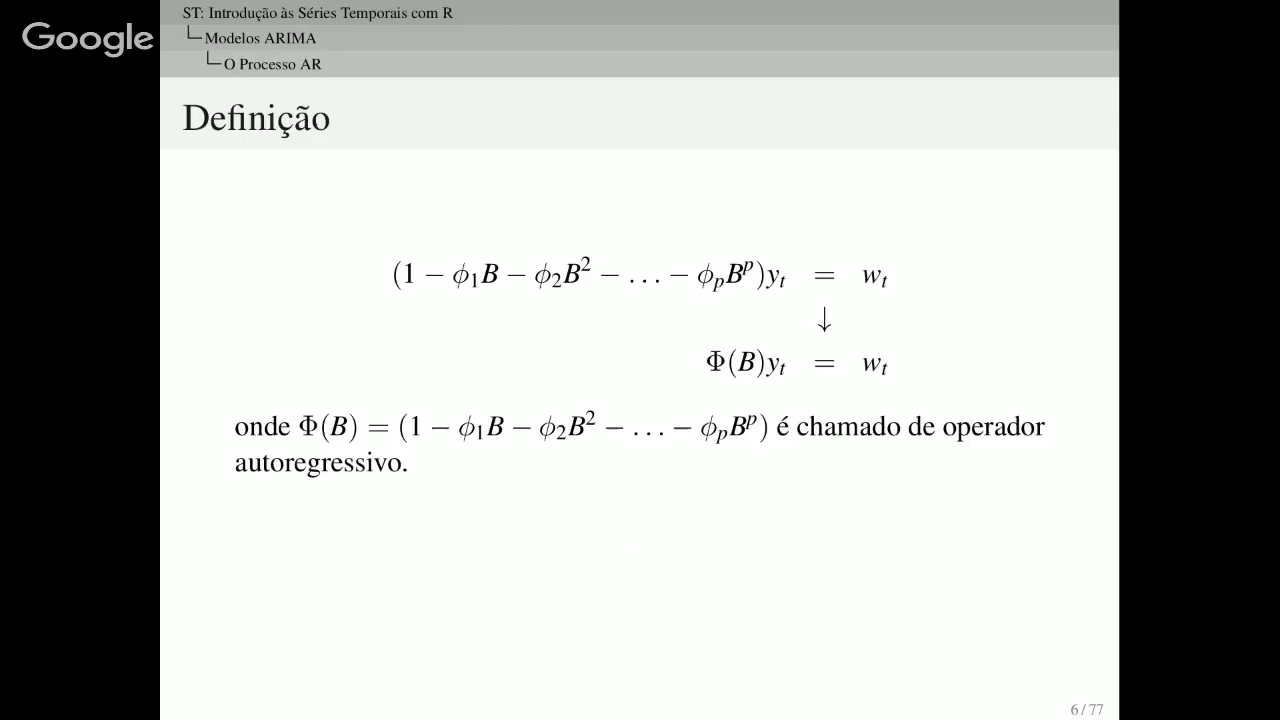 Google
ST: Introdução às Séries Temporais com R
Modelos ARIMA
O Processo AR
Definição
(1 − ϕ₁B − ϕ₂B² − … − ϕₚBᵖ)yₜ = wₜ
↓
Φ(B)yₜ = wₜ
onde Φ(B) = (1 − ϕ₁B − ϕ₂B² − … − ϕₚBᵖ) é chamado de operador
autoregressivo.
6 / 77